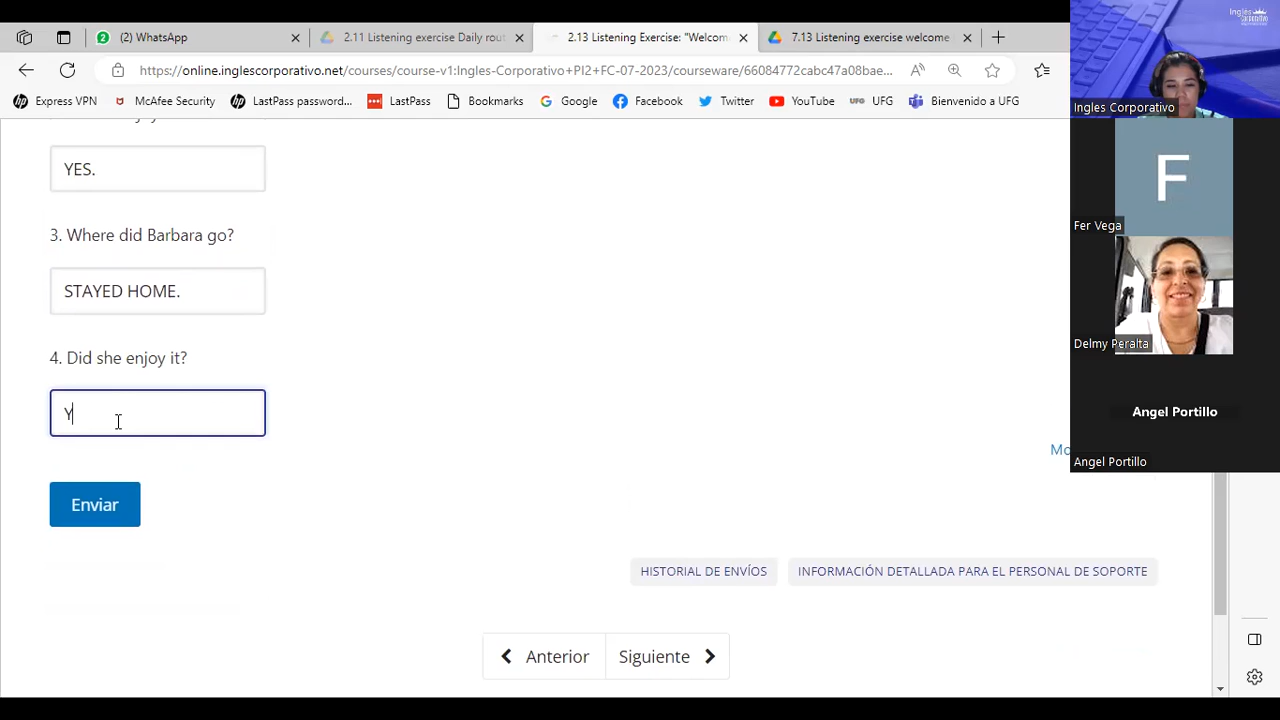 (2) WhatsApp
2.11 Listening exercise Daily rout
2.13 Listening Exercise: "Welcom
7.13 Listening exercise welcome
https://online.inglescorporativo.net/courses/course-v1:Ingles-Corporativo+PI2+FC-07-2023/courseware/66084772cabc47a08bae...
Express VPN
McAfee Security
LastPass password...
LastPass
Bookmarks
Google
Facebook
Twitter
YouTube
UFG
UFG
Bienvenido a UFG
YES.
3. Where did Barbara go?
STAYED HOME.
4. Did she enjoy it?
Y
Mo
Enviar
HISTORIAL DE ENVÍOS
INFORMACIÓN DETALLADA PARA EL PERSONAL DE SOPORTE
Anterior
Siguiente
Inglés
Corporativo
Ingles Corporativo
F
Fer Vega
Delmy Peralta
Angel Portillo
Angel Portillo